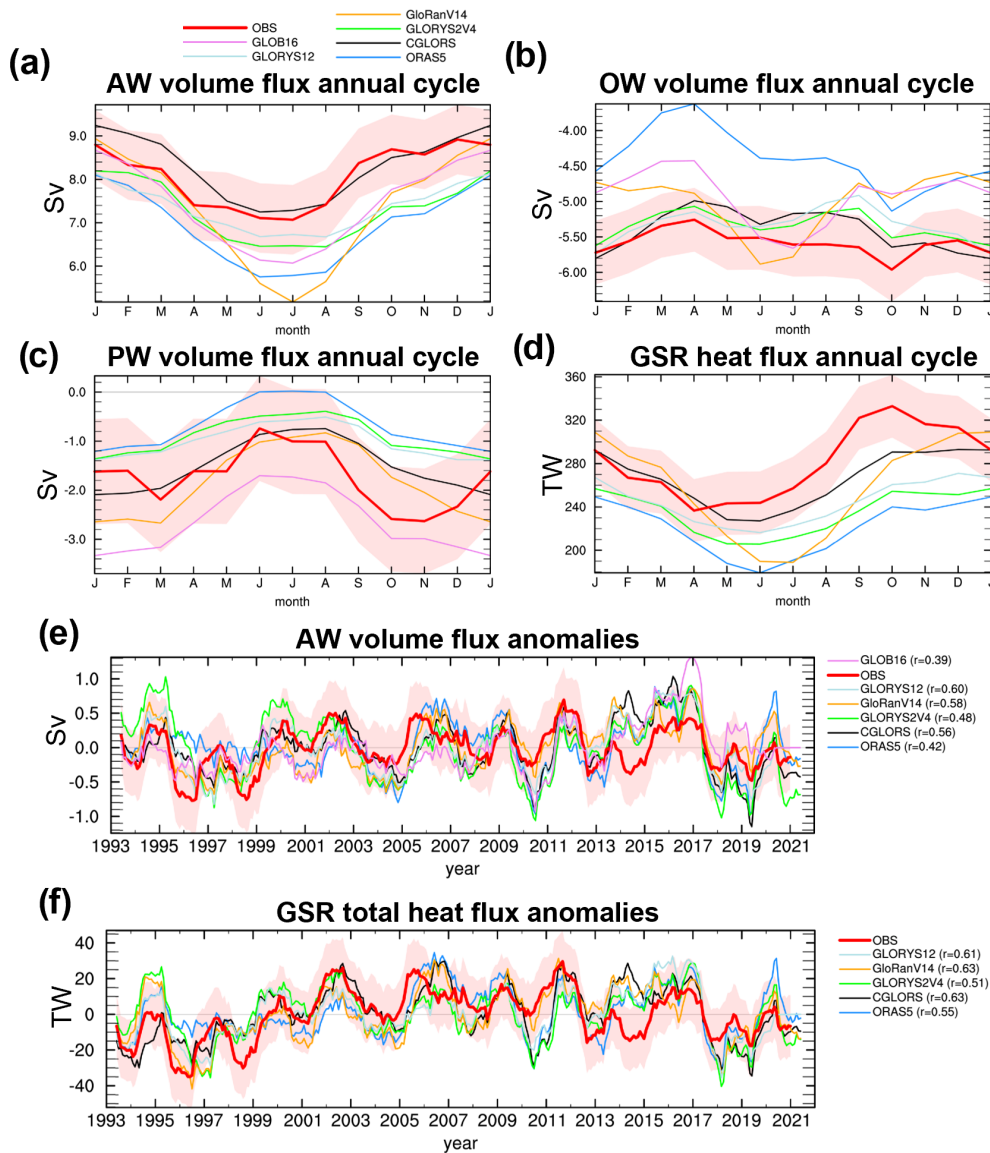 OBS
GLOB16
GLORYS12
GloRanV14
GLORYS2V4
CGLORS
ORAS5
(a)
AW volume flux annual cycle
Sv
9.0
8.0
7.0
6.0
J F M A M J J A S O N D J
month
(b)
OW volume flux annual cycle
Sv
-4.00
-4.50
-5.00
-5.50
-6.00
J F M A M J J A S O N D J
month
(c)
PW volume flux annual cycle
Sv
0.0
-1.0
-2.0
-3.0
J F M A M J J A S O N D J
month
(d)
GSR heat flux annual cycle
TW
360
320
280
240
200
J F M A M J J A S O N D J
month
(e)
AW volume flux anomalies
Sv
1.0
0.5
0.0
-0.5
-1.0
1993 1995 1997 1999 2001 2003 2005 2007 2009 2011 2013 2015 2017 2019 2021
year
GLOB16 (r=0.39)
OBS
GLORYS12 (r=0.60)
GloRanV14 (r=0.58)
GLORYS2V4 (r=0.48)
CGLORS (r=0.56)
ORAS5 (r=0.42)
(f)
GSR total heat flux anomalies
TW
40
20
0
-20
-40
1993 1995 1997 1999 2001 2003 2005 2007 2009 2011 2013 2015 2017 2019 2021
year
OBS
GLORYS12 (r=0.61)
GloRanV14 (r=0.63)
GLORYS2V4 (r=0.51)
CGLORS (r=0.63)
ORAS5 (r=0.55)